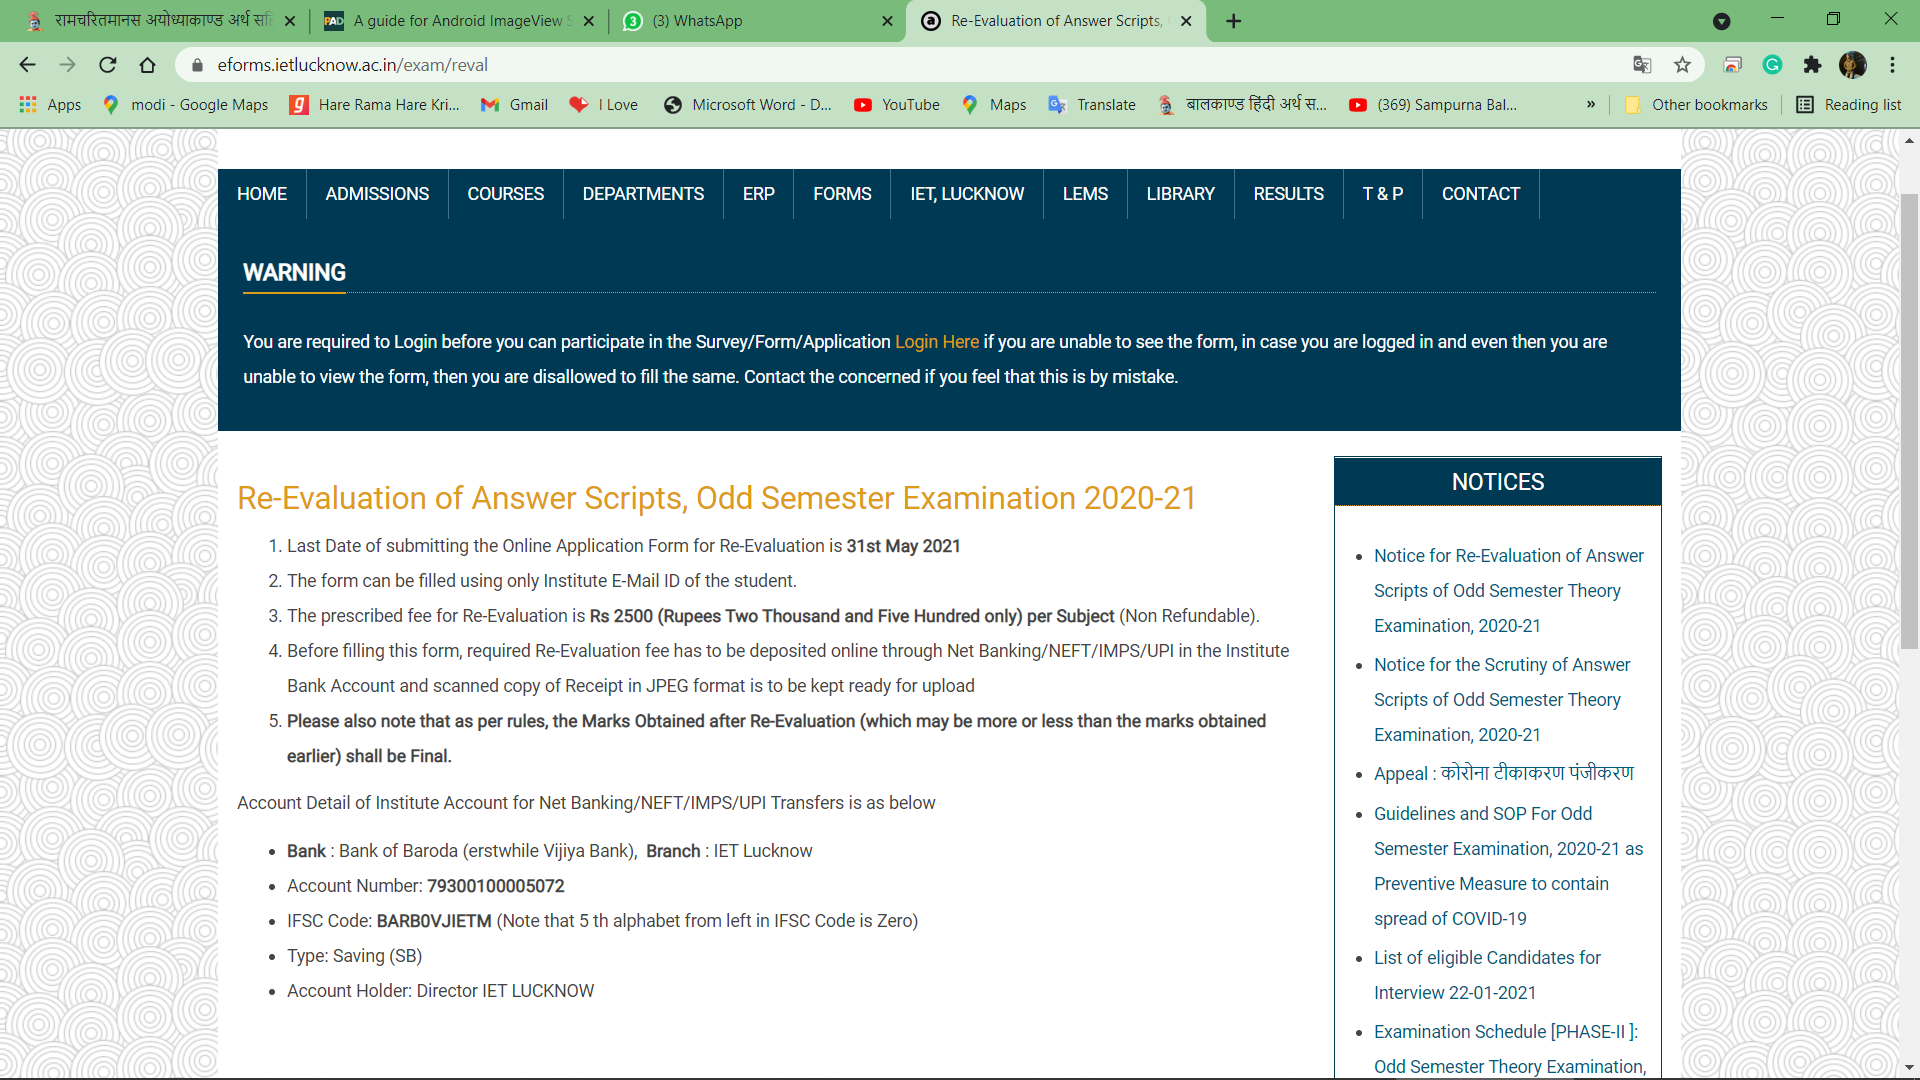 रामचरितमानस अयोध्याकाण्ड अर्थ सहि
A guide for Android ImageView S
(3) WhatsApp
Re-Evaluation of Answer Scripts,
eforms.ietlucknow.ac.in/exam/reval
Apps
modi - Google Maps
Hare Rama Hare Kri...
Gmail
I Love
Microsoft Word - D...
YouTube
Maps
Translate
बालकाण्ड हिंदी अर्थ स...
(369) Sampurna Bal...
»
Other bookmarks
Reading list
HOME ADMISSIONS COURSES DEPARTMENTS ERP FORMS IET, LUCKNOW LEMS LIBRARY RESULTS T & P CONTACT
WARNING
You are required to Login before you can participate in the Survey/Form/Application Login Here if you are unable to see the form, in case you are logged in and even then you are
unable to view the form, then you are disallowed to fill the same. Contact the concerned if you feel that this is by mistake.
Re-Evaluation of Answer Scripts, Odd Semester Examination 2020-21
1. Last Date of submitting the Online Application Form for Re-Evaluation is 31st May 2021
2. The form can be filled using only Institute E-Mail ID of the student.
3. The prescribed fee for Re-Evaluation is Rs 2500 (Rupees Two Thousand and Five Hundred only) per Subject (Non Refundable).
4. Before filling this form, required Re-Evaluation fee has to be deposited online through Net Banking/NEFT/IMPS/UPI in the Institute
Bank Account and scanned copy of Receipt in JPEG format is to be kept ready for upload
5. Please also note that as per rules, the Marks Obtained after Re-Evaluation (which may be more or less than the marks obtained
earlier) shall be Final.
Account Detail of Institute Account for Net Banking/NEFT/IMPS/UPI Transfers is as below
• Bank : Bank of Baroda (erstwhile Vijiya Bank), Branch : IET Lucknow
• Account Number: 79300100005072
• IFSC Code: BARB0VJIETM (Note that 5 th alphabet from left in IFSC Code is Zero)
• Type: Saving (SB)
• Account Holder: Director IET LUCKNOW
NOTICES
• Notice for Re-Evaluation of Answer
Scripts of Odd Semester Theory
Examination, 2020-21
• Notice for the Scrutiny of Answer
Scripts of Odd Semester Theory
Examination, 2020-21
• Appeal : कोरोना टीकाकरण पंजीकरण
• Guidelines and SOP For Odd
Semester Examination, 2020-21 as
Preventive Measure to contain
spread of COVID-19
• List of eligible Candidates for
Interview 22-01-2021
• Examination Schedule [PHASE-II ]:
Odd Semester Theory Examination,